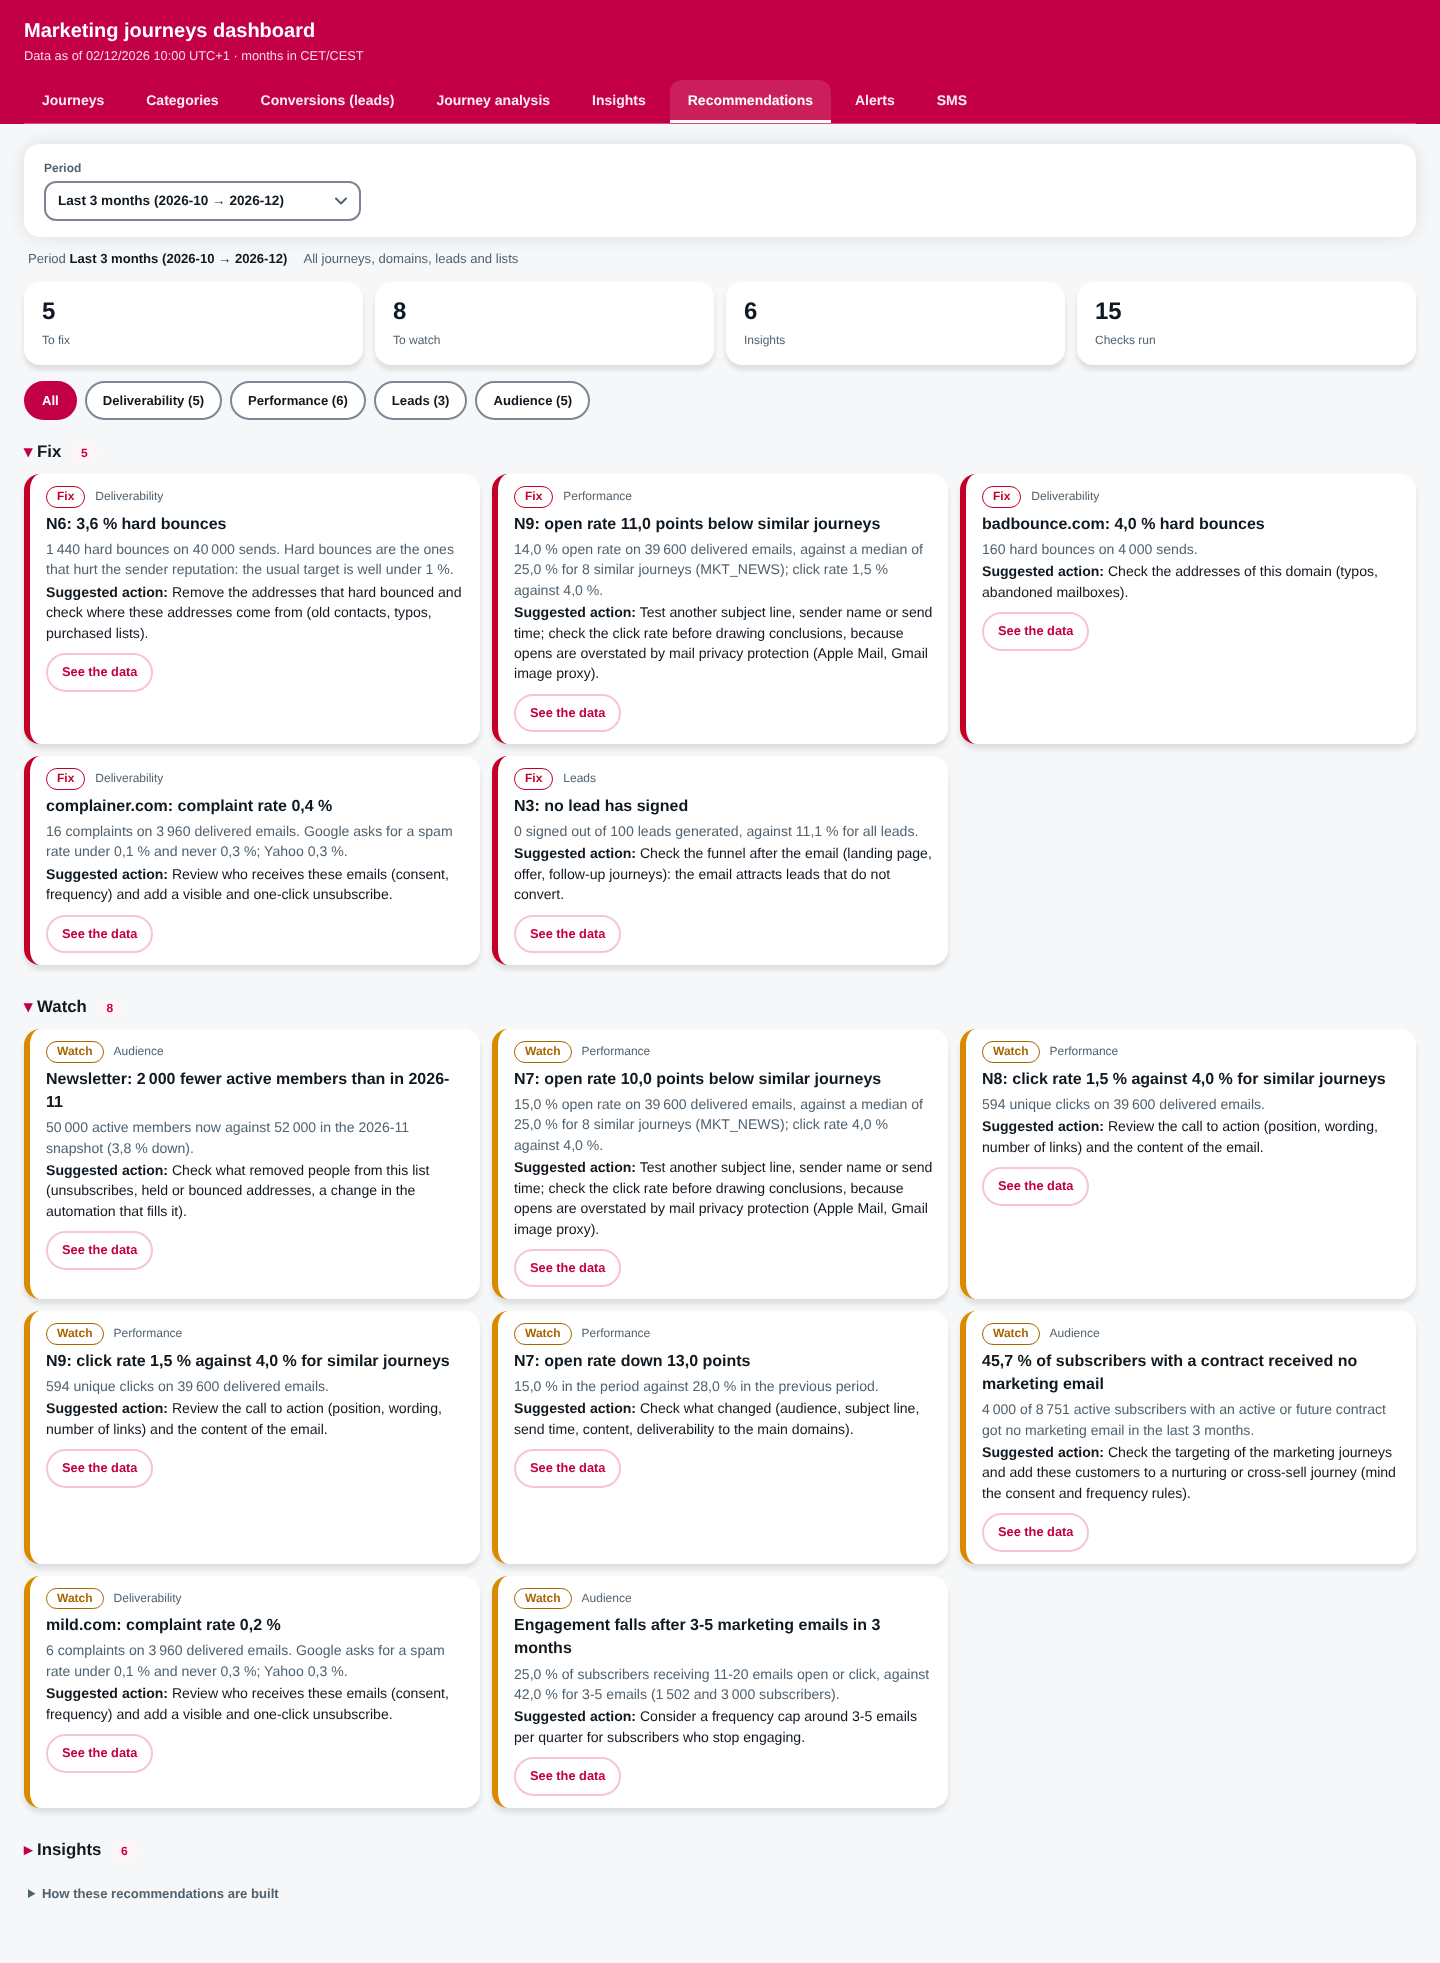 Marketing journeys dashboard
Data as of 02/12/2026 10:00 UTC+1 · months in CET/CEST
Journeys
Categories
Conversions (leads)
Journey analysis
Insights
Recommendations
Alerts
SMS
Period
Last 3 months (2026-10 → 2026-12)
Period Last 3 months (2026-10 → 2026-12) All journeys, domains, leads and lists
5
To fix
8
To watch
6
Insights
15
Checks run
All
Deliverability (5)
Performance (6)
Leads (3)
Audience (5)
▾ Fix 5
Fix Deliverability
N6: 3,6 % hard bounces
1 440 hard bounces on 40 000 sends. Hard bounces are the ones
that hurt the sender reputation: the usual target is well under 1 %.
Suggested action: Remove the addresses that hard bounced and
check where these addresses come from (old contacts, typos,
purchased lists).
See the data
Fix Performance
N9: open rate 11,0 points below similar journeys
14,0 % open rate on 39 600 delivered emails, against a median of
25,0 % for 8 similar journeys (MKT_NEWS); click rate 1,5 %
against 4,0 %.
Suggested action: Test another subject line, sender name or send
time; check the click rate before drawing conclusions, because
opens are overstated by mail privacy protection (Apple Mail, Gmail
image proxy).
See the data
Fix Deliverability
badbounce.com: 4,0 % hard bounces
160 hard bounces on 4 000 sends.
Suggested action: Check the addresses of this domain (typos,
abandoned mailboxes).
See the data
Fix Deliverability
complainer.com: complaint rate 0,4 %
16 complaints on 3 960 delivered emails. Google asks for a spam
rate under 0,1 % and never 0,3 %; Yahoo 0,3 %.
Suggested action: Review who receives these emails (consent,
frequency) and add a visible and one-click unsubscribe.
See the data
Fix Leads
N3: no lead has signed
0 signed out of 100 leads generated, against 11,1 % for all leads.
Suggested action: Check the funnel after the email (landing page,
offer, follow-up journeys): the email attracts leads that do not
convert.
See the data
▾ Watch 8
Watch Audience
Newsletter: 2 000 fewer active members than in 2026-
11
50 000 active members now against 52 000 in the 2026-11
snapshot (3,8 % down).
Suggested action: Check what removed people from this list
(unsubscribes, held or bounced addresses, a change in the
automation that fills it).
See the data
Watch Performance
N7: open rate 10,0 points below similar journeys
15,0 % open rate on 39 600 delivered emails, against a median of
25,0 % for 8 similar journeys (MKT_NEWS); click rate 4,0 %
against 4,0 %.
Suggested action: Test another subject line, sender name or send
time; check the click rate before drawing conclusions, because
opens are overstated by mail privacy protection (Apple Mail, Gmail
image proxy).
See the data
Watch Performance
N8: click rate 1,5 % against 4,0 % for similar journeys
594 unique clicks on 39 600 delivered emails.
Suggested action: Review the call to action (position, wording,
number of links) and the content of the email.
See the data
Watch Performance
N9: click rate 1,5 % against 4,0 % for similar journeys
594 unique clicks on 39 600 delivered emails.
Suggested action: Review the call to action (position, wording,
number of links) and the content of the email.
See the data
Watch Performance
N7: open rate down 13,0 points
15,0 % in the period against 28,0 % in the previous period.
Suggested action: Check what changed (audience, subject line,
send time, content, deliverability to the main domains).
See the data
Watch Audience
45,7 % of subscribers with a contract received no
marketing email
4 000 of 8 751 active subscribers with an active or future contract
got no marketing email in the last 3 months.
Suggested action: Check the targeting of the marketing journeys
and add these customers to a nurturing or cross-sell journey (mind
the consent and frequency rules).
See the data
Watch Deliverability
mild.com: complaint rate 0,2 %
6 complaints on 3 960 delivered emails. Google asks for a spam
rate under 0,1 % and never 0,3 %; Yahoo 0,3 %.
Suggested action: Review who receives these emails (consent,
frequency) and add a visible and one-click unsubscribe.
See the data
Watch Audience
Engagement falls after 3-5 marketing emails in 3
months
25,0 % of subscribers receiving 11-20 emails open or click, against
42,0 % for 3-5 emails (1 502 and 3 000 subscribers).
Suggested action: Consider a frequency cap around 3-5 emails
per quarter for subscribers who stop engaging.
See the data
▸ Insights 6
▸ How these recommendations are built